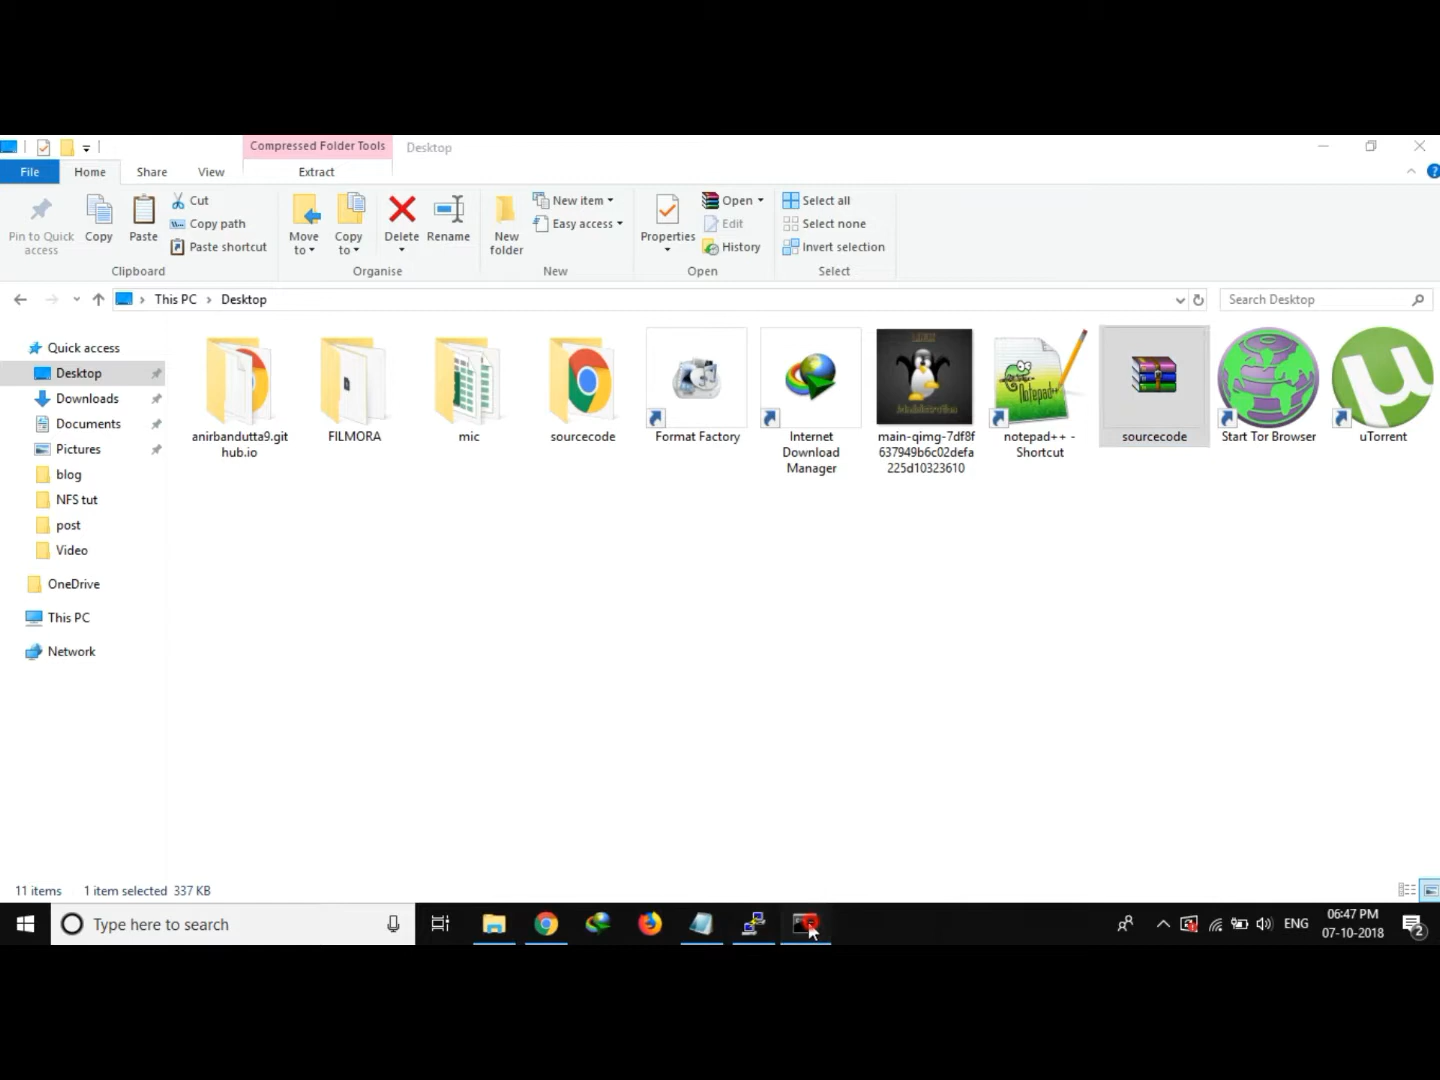 Compressed Folder Tools
Desktop
File
Home
Share
View
Extract
Pin to Quick
access
Copy
Paste
Cut
Copy path
Paste shortcut
Clipboard
Move
to
Copy
to
Delete
Rename
Organise
New
folder
New item
Easy access
New
Properties
Open
Edit
History
Open
Select all
Select none
Invert selection
Select
This PC
Desktop
Search Desktop
Quick access
Desktop
Downloads
Documents
Pictures
blog
NFS tut
post
Video
OneDrive
This PC
Network
anirbandutta9.git
hub.io
FILMORA
mic
sourcecode
Format Factory
Internet
Download
Manager
main-qimg-7df8f
637949b6c02defa
225d10323610
Notepad++
notepad++ -
Shortcut
sourcecode
Start Tor Browser
uTorrent
11 items
1 item selected 337 KB
Type here to search
ENG
06:47 PM
07-10-2018
2